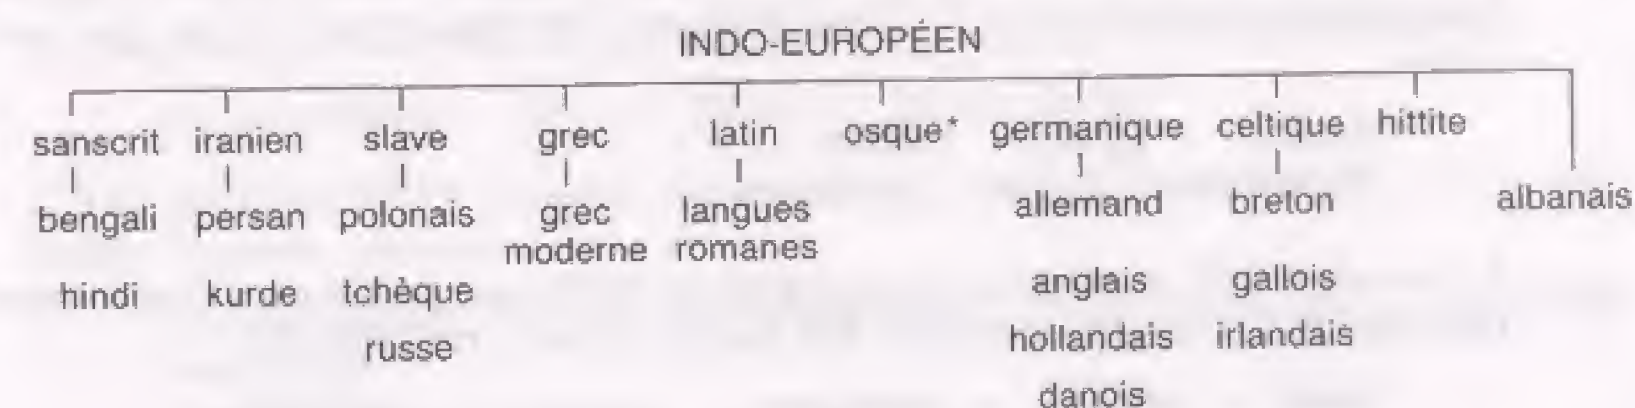 INDO-EUROPÉEN
sanscrit iranien slave grec latin osque* germanique celtique hittite
bengali persan polonais grec langues allemand breton albanais
moderne romanes
hindi kurde tchèque anglais gallois
russe hollandais irlandais
danois